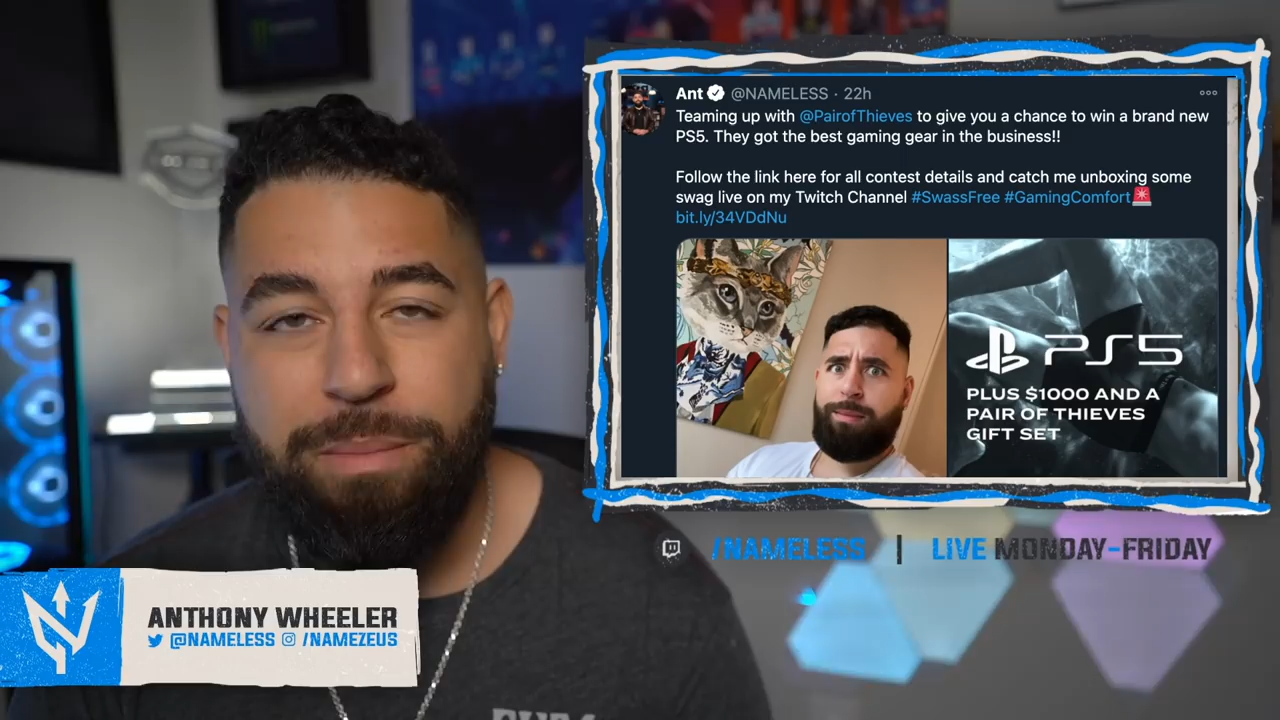 Ant @NAMELESS · 22h
Teaming up with @PairofThieves to give you a chance to win a brand new
PS5. They got the best gaming gear in the business!!
Follow the link here for all contest details and catch me unboxing some
swag live on my Twitch Channel #SwassFree #GamingComfort🚨
bit.ly/34VDdNu
PS5
PLUS $1000 AND A
PAIR OF THIEVES
GIFT SET
/NAMELESS | LIVE MONDAY-FRIDAY
ANTHONY WHEELER
@NAMELESS /NAMEZEUS